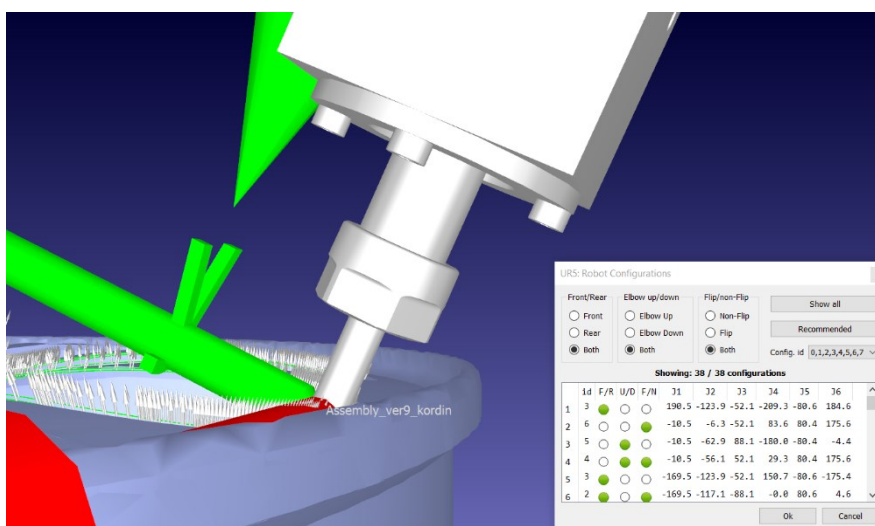 Assembly_ver9_kordin
UR5: Robot Configurations
Front/Rear Elbow up/down Flip/non-Flip
Front Elbow Up Non-Flip Show all
Rear Elbow Down Flip Recommended
Both Both Both Config. id 0,1,2,3,4,5,6,7
Showing: 38 / 38 configurations
id F/R U/D F/N J1 J2 J3 J4 J5 J6
1 3 190.5 -123.9 -52.1 -209.3 -80.6 184.6
2 6 -10.5 -6.3 -52.1 83.6 80.4 175.6
3 5 -10.5 -62.9 88.1 -180.0 -80.4 -4.4
4 4 -10.5 -56.1 52.1 29.3 80.4 175.6
5 3 -169.5 -123.9 -52.1 150.7 -80.6 -175.4
6 2 -169.5 -117.1 -88.1 -0.0 80.6 4.6
Ok Cancel